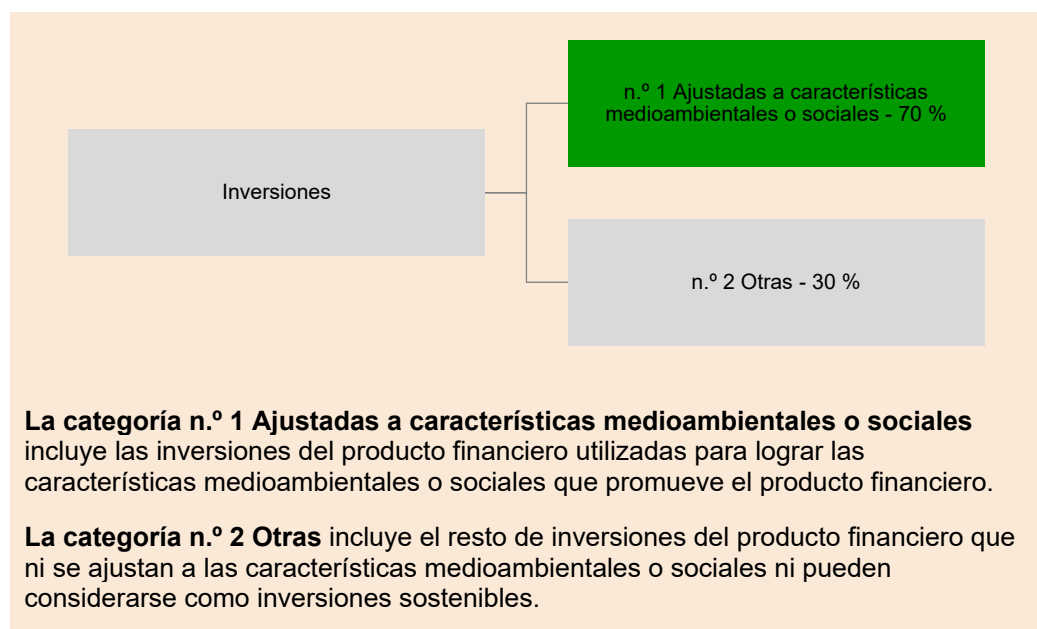 n.º 1 Ajustadas a características
medioambientales o sociales - 70 %
Inversiones
n.º 2 Otras - 30 %
La categoría n.º 1 Ajustadas a características medioambientales o sociales
incluye las inversiones del producto financiero utilizadas para lograr las
características medioambientales o sociales que promueve el producto financiero.
La categoría n.º 2 Otras incluye el resto de inversiones del producto financiero que
ni se ajustan a las características medioambientales o sociales ni pueden
considerarse como inversiones sostenibles.